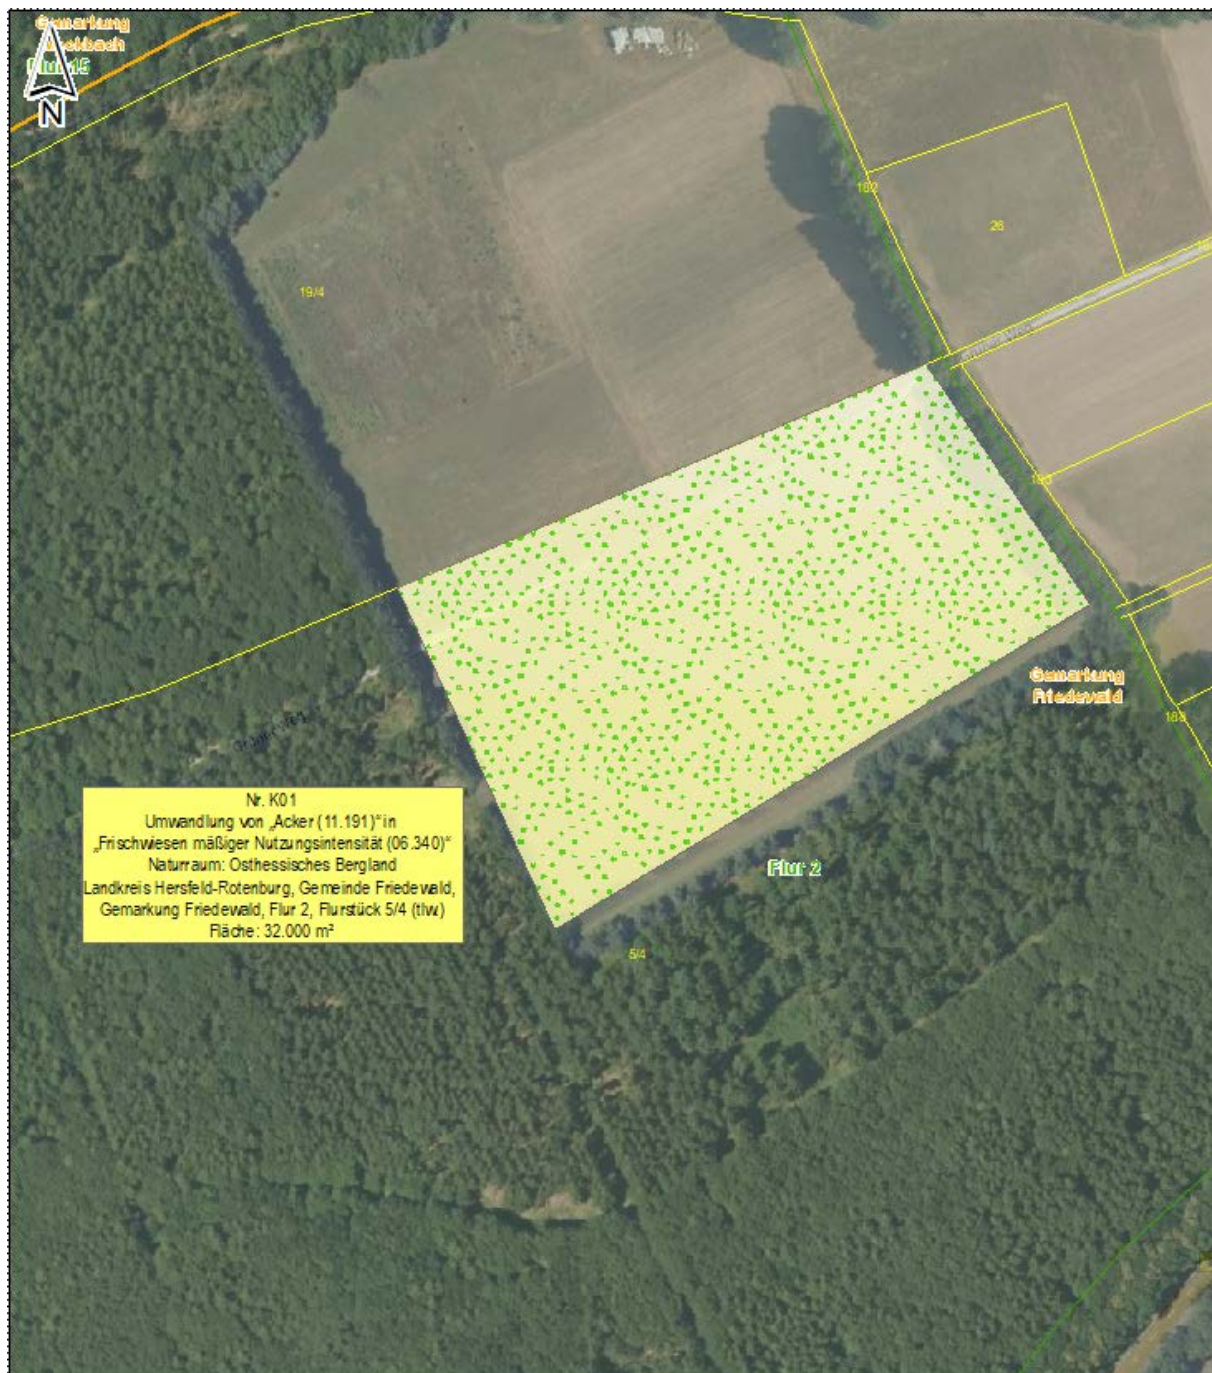 Gemarkung
Flur 15
N
182
26
19/4
183
Gemarkung
Friedewald
188
Nr. K01
Umwandlung von „Acker (11.191)“ in
„Frischwiesen mäßiger Nutzungsintensität (06.340)“
Naturraum: Osthessisches Bergland
Landkreis Hersfeld-Rotenburg, Gemeinde Friedewald,
Gemarkung Friedewald, Flur 2, Flurstück 5/4 (tlw.)
Fläche: 32.000 m²
Flur 2
5/4